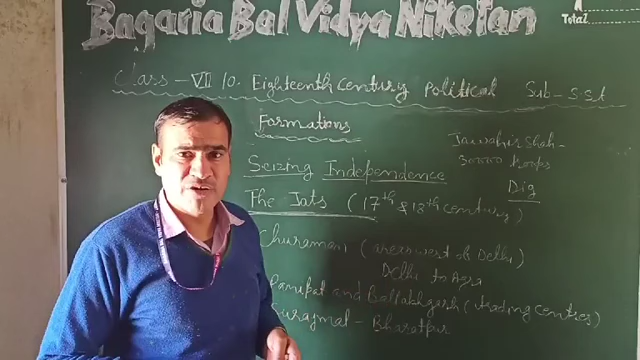 Bagaria Bal Vidya Niketan
Total
Class - VII 10. Eighteenth Century Political Sub - S.St
Formations
Seizing Independence
The Jats (17th & 18th century)
Jawahir Shah -
30000 troops
Dig
Churaman (areas west of Delhi)
Delhi to Agra
Panipat and Ballabhgarh (trading centres)
Surajmal - Bharatpur